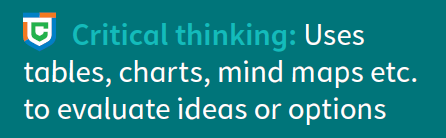 Critical thinking: Uses
tables, charts, mind maps etc.
to evaluate ideas or options